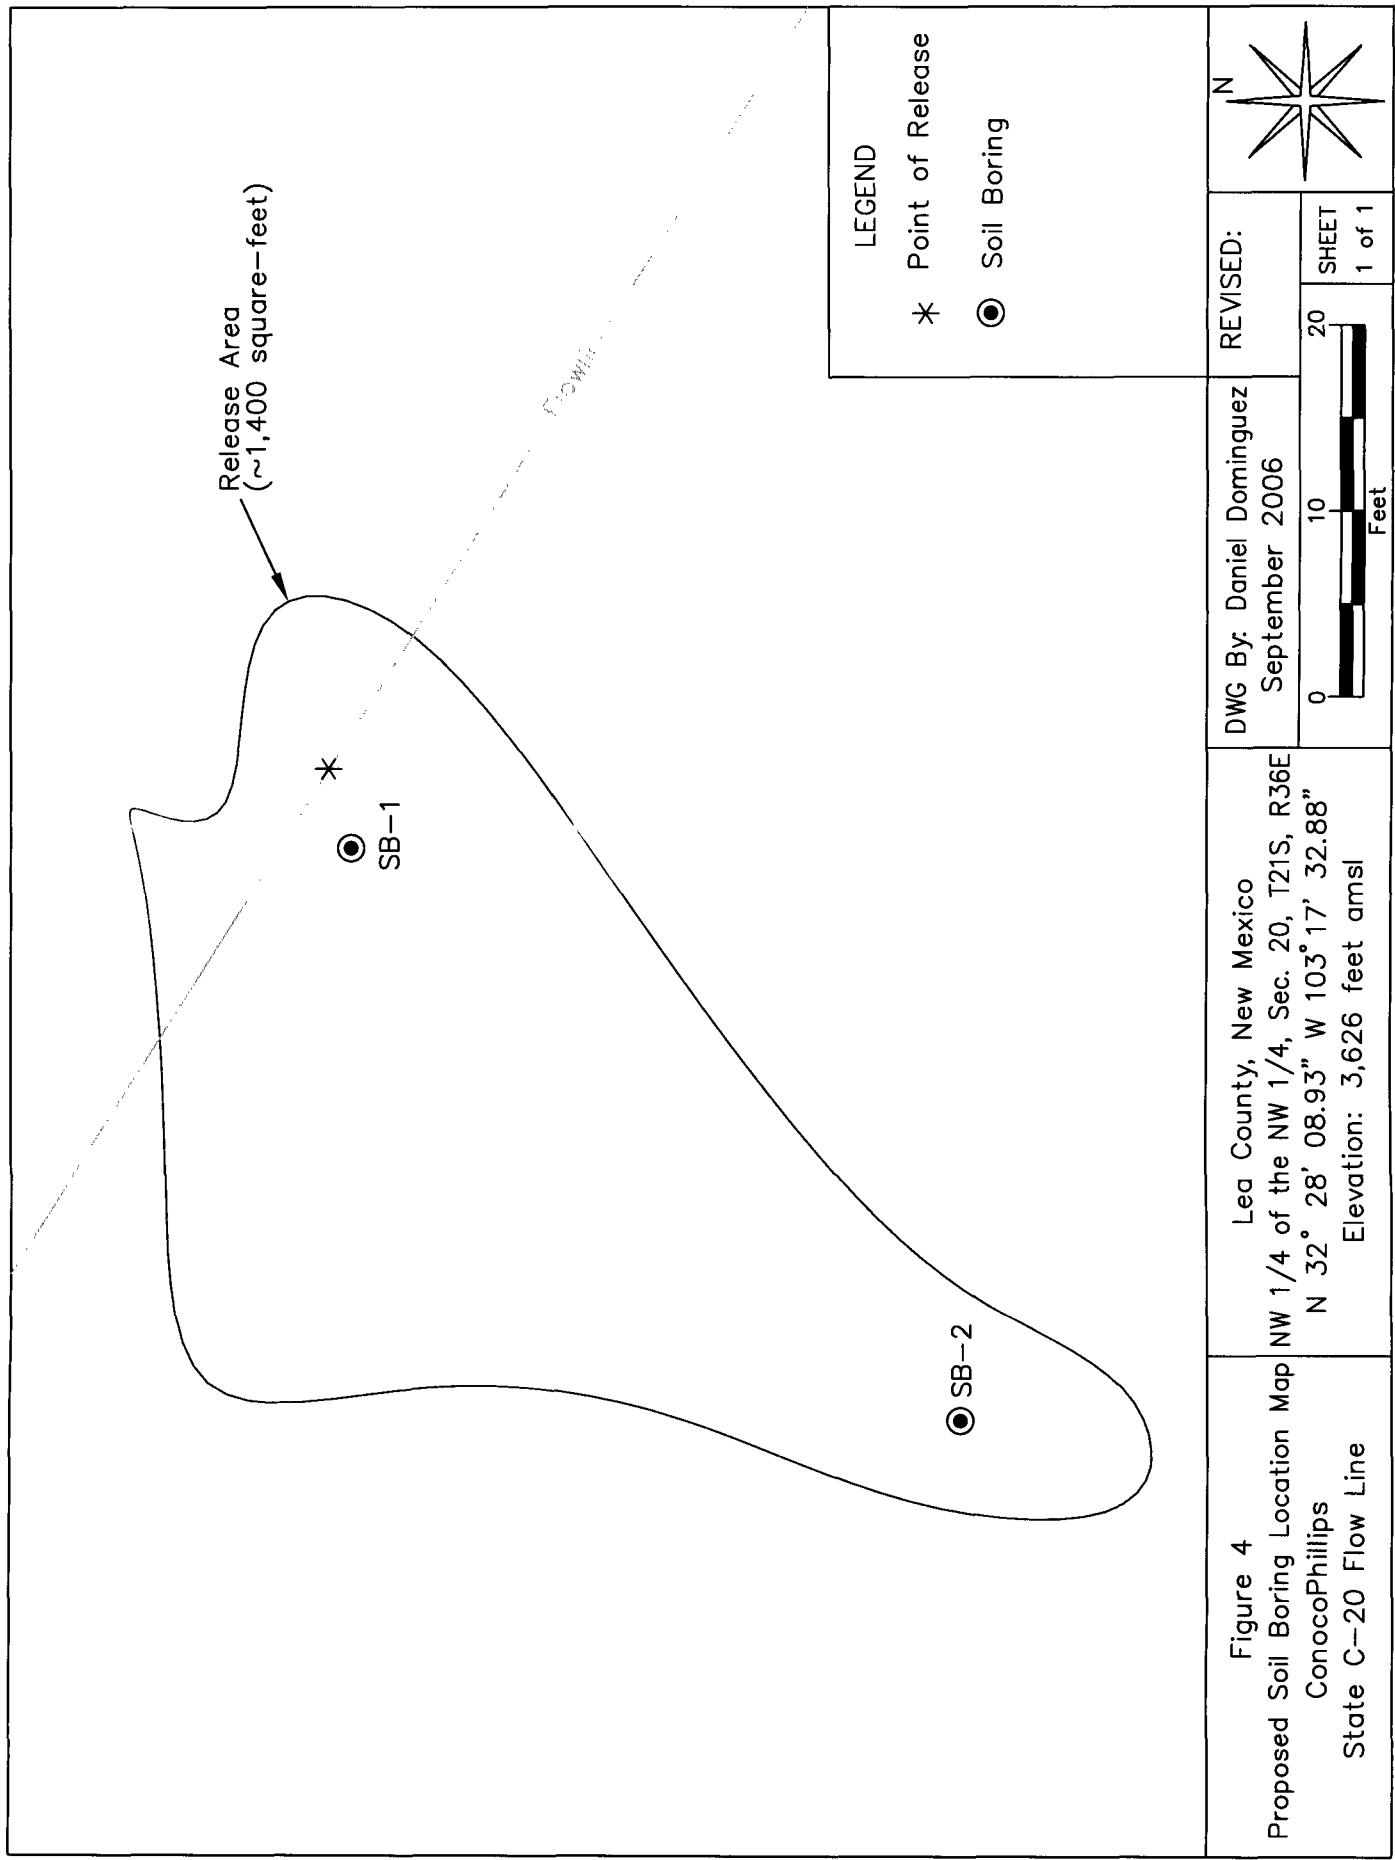 Release Area
(~1,400 square-feet)
Flowline
SB-1
SB-2
LEGEND
Point of Release
Soil Boring
Figure 4
Proposed Soil Boring Location Map
ConocoPhillips
State C-20 Flow Line
Lea County, New Mexico
NW 1/4 of the NW 1/4, Sec. 20, T21S, R36E
N 32° 28' 08.93" W 103° 17' 32.88"
Elevation: 3,626 feet amsl
DWG By: Daniel Dominguez
September 2006
REVISED:
0 10 20
Feet
SHEET
1 of 1
N